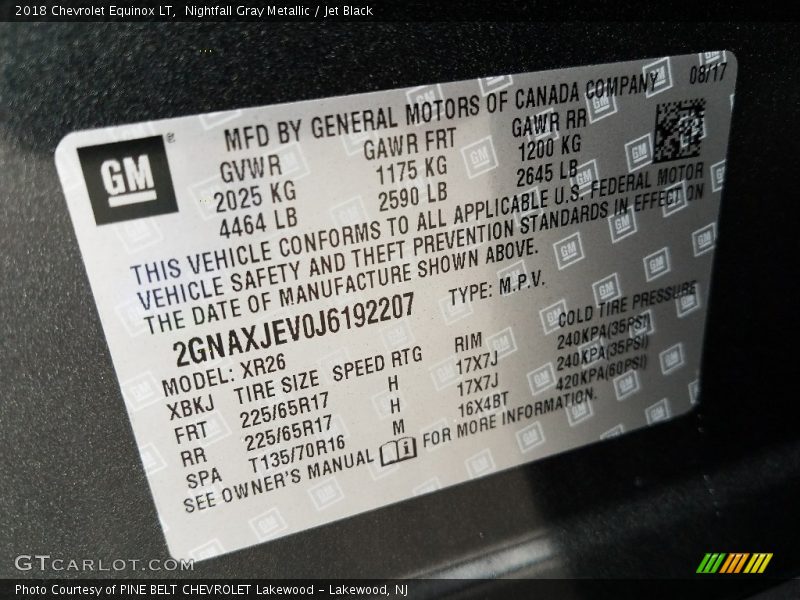 2018 Chevrolet Equinox LT,  Nightfall Gray Metallic / Jet Black
MFD BY GENERAL MOTORS OF CANADA COMPANY 08/17
GM ®
GVWR GAWR FRT GAWR RR
2025 KG 1175 KG 1200 KG
4464 LB 2590 LB 2645 LB
THIS VEHICLE CONFORMS TO ALL APPLICABLE U.S. FEDERAL MOTOR
VEHICLE SAFETY AND THEFT PREVENTION STANDARDS IN EFFECT ON
THE DATE OF MANUFACTURE SHOWN ABOVE.
2GNAXJEV0J6192207 TYPE: M.P.V.
MODEL: XR26
XBKJ TIRE SIZE SPEED RTG RIM COLD TIRE PRESSURE
FRT 225/65R17 H 17X7J 240KPA(35PSI)
RR 225/65R17 H 17X7J 240KPA(35PSI)
SPA T135/70R16 M 16X4BT 420KPA(60PSI)
SEE OWNER'S MANUAL FOR MORE INFORMATION.
GTCARLOT.COM
Photo Courtesy of PINE BELT CHEVROLET Lakewood - Lakewood, NJ